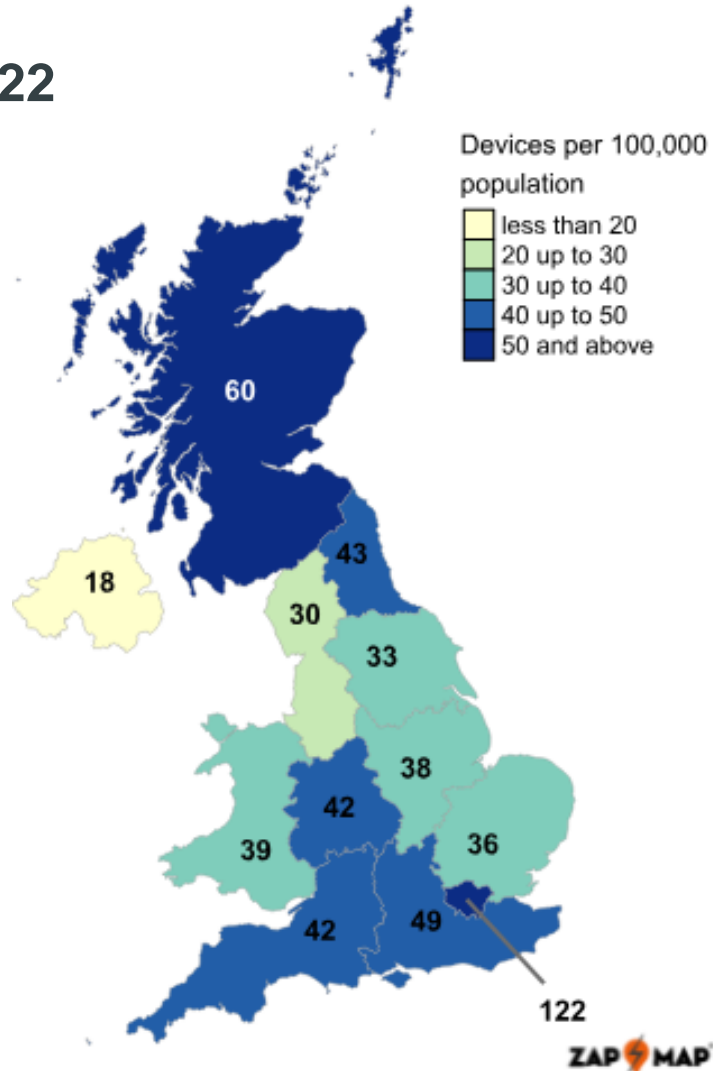 22
Devices per 100,000
population
less than 20
20 up to 30
30 up to 40
40 up to 50
50 and above
60
43
18
30
33
38
42
39
36
42
49
122
ZAP MAP